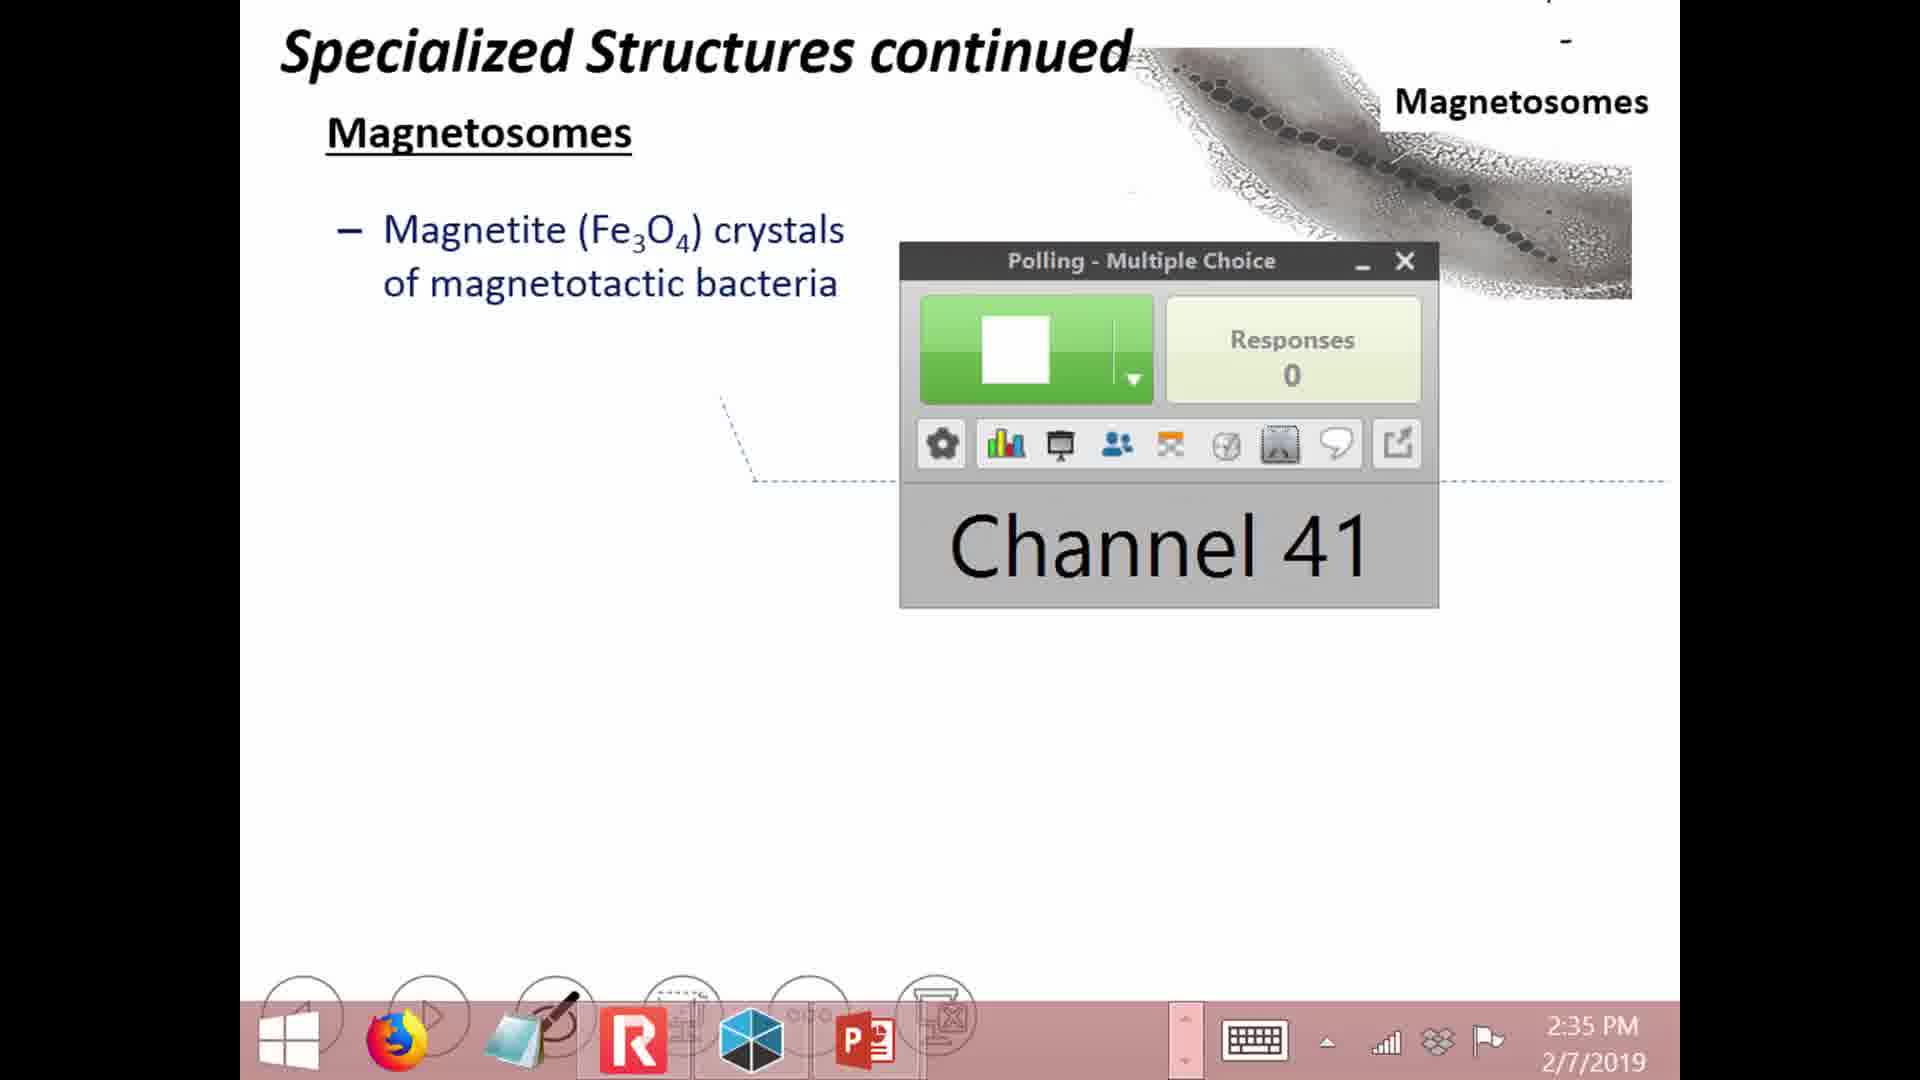 Specialized Structures continued
Magnetosomes
Magnetosomes
– Magnetite (Fe₃O₄) crystals
of magnetotactic bacteria
Polling - Multiple Choice
Responses
0
Channel 41
2:35 PM
2/7/2019